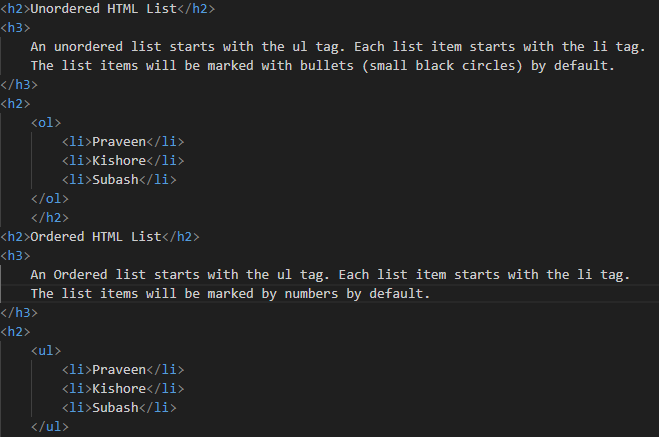 <h2>Unordered HTML List</h2>
<h3>
An unordered list starts with the ul tag. Each list item starts with the li tag.
The list items will be marked with bullets (small black circles) by default.
</h3>
<h2>
<ol>
<li>Praveen</li>
<li>Kishore</li>
<li>Subash</li>
</ol>
</h2>
<h2>Ordered HTML List</h2>
<h3>
An Ordered list starts with the ul tag. Each list item starts with the li tag.
The list items will be marked by numbers by default.
</h3>
<h2>
<ul>
<li>Praveen</li>
<li>Kishore</li>
<li>Subash</li>
</ul>